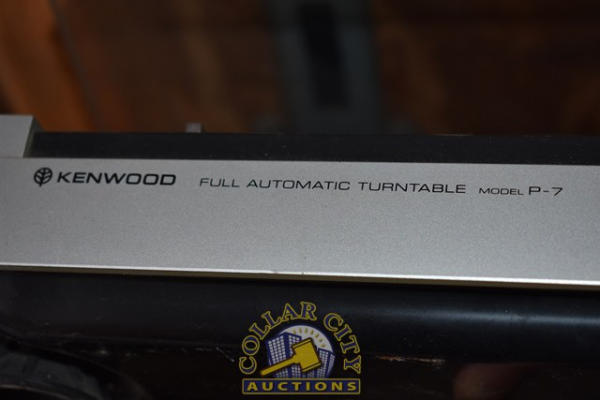 KENWOOD FULL AUTOMATIC TURNTABLE MODEL P-7
COLLAR CITY
AUCTIONS